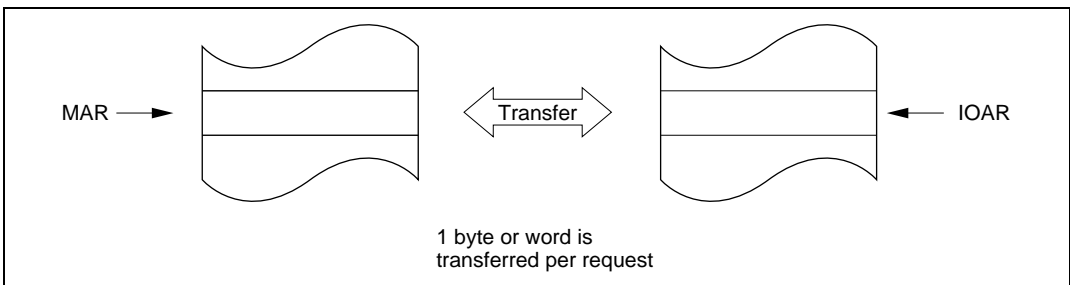 MAR
Transfer
IOAR
1 byte or word is
transferred per request